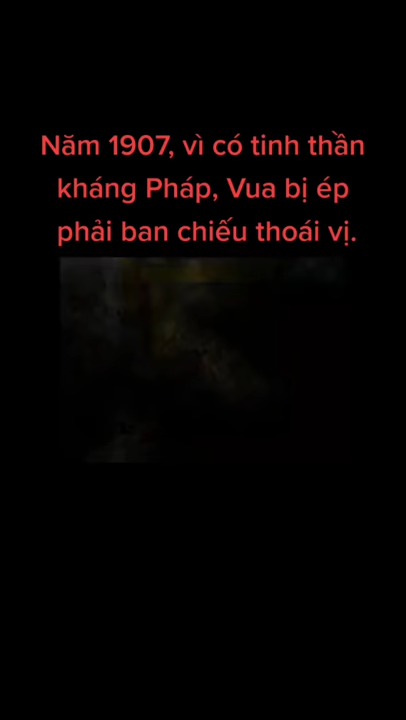 Năm 1907, vì có tinh thần
kháng Pháp, Vua bị ép
phải ban chiếu thoái vị.